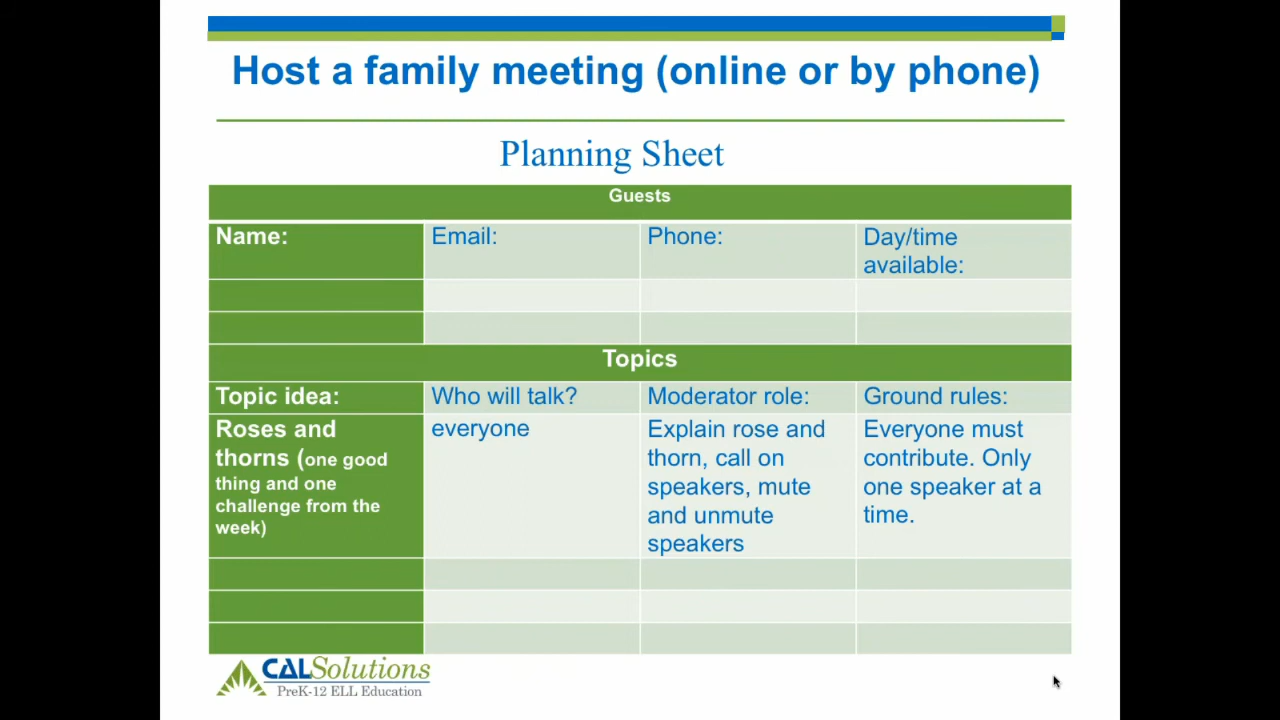 Host a family meeting (online or by phone)
Planning Sheet
Guests
Name:
Email:
Phone:
Day/time
available:
Topics
Topic idea:
Who will talk?
Moderator role:
Ground rules:
Roses and
thorns (one good
thing and one
challenge from the
week)
everyone
Explain rose and
thorn, call on
speakers, mute
and unmute
speakers
Everyone must
contribute. Only
one speaker at a
time.
CALSolutions
PreK-12 ELL Education